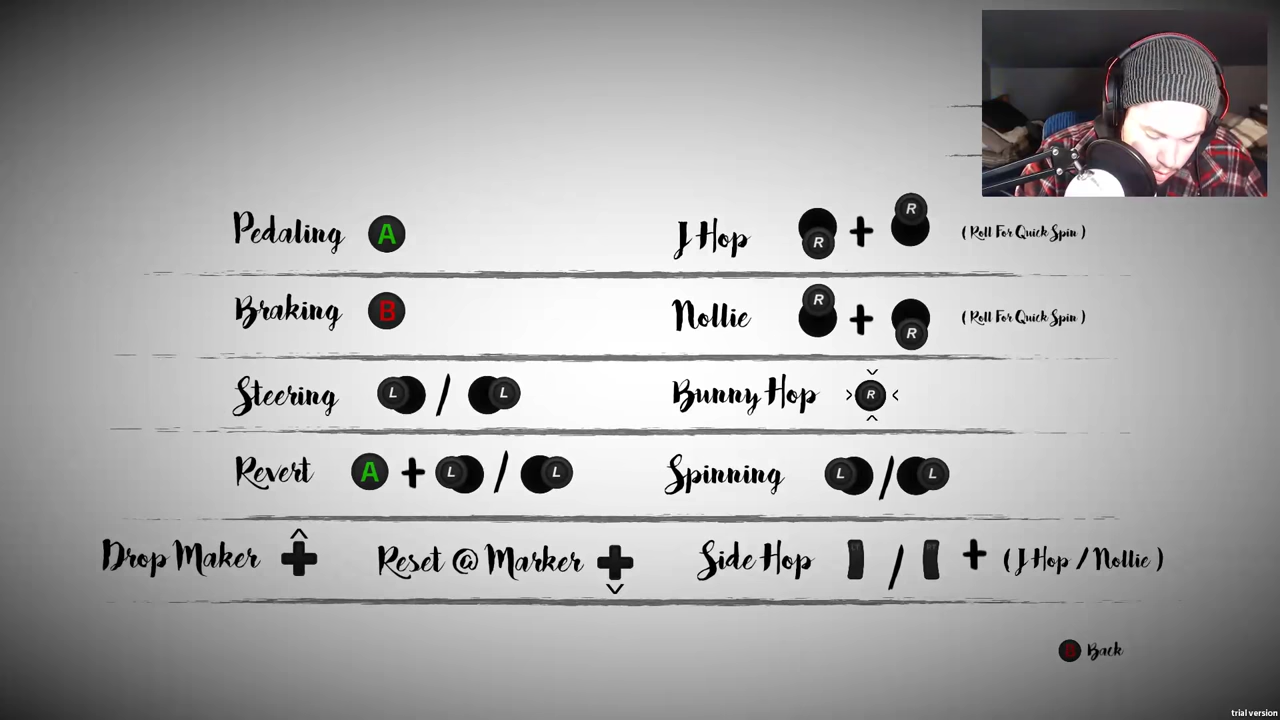 Pedaling A
J Hop R + R ( Roll For Quick Spin )
Braking B
Nollie R + R ( Roll For Quick Spin )
Steering L / L
Bunny Hop R
Revert A + L / L
Spinning L / L
Drop Maker
Reset @ Marker
Side Hop / + ( J Hop / Nollie )
B Back
trial version